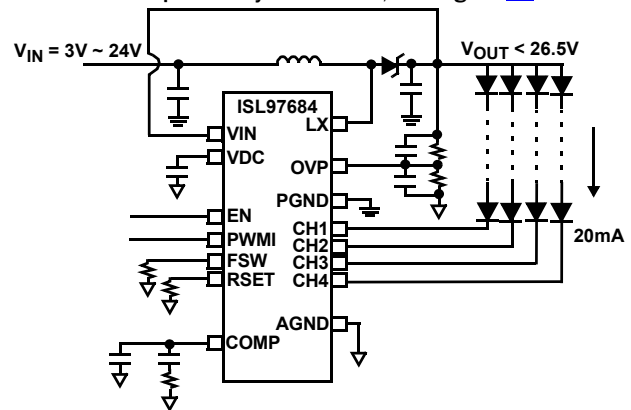 V_IN = 3V ~ 24V
V_OUT < 26.5V
ISL97684
LX
VIN
VDC
OVP
PGND
EN
CH1
PWMI
CH2
20mA
FSW
CH3
RSET
CH4
AGND
COMP